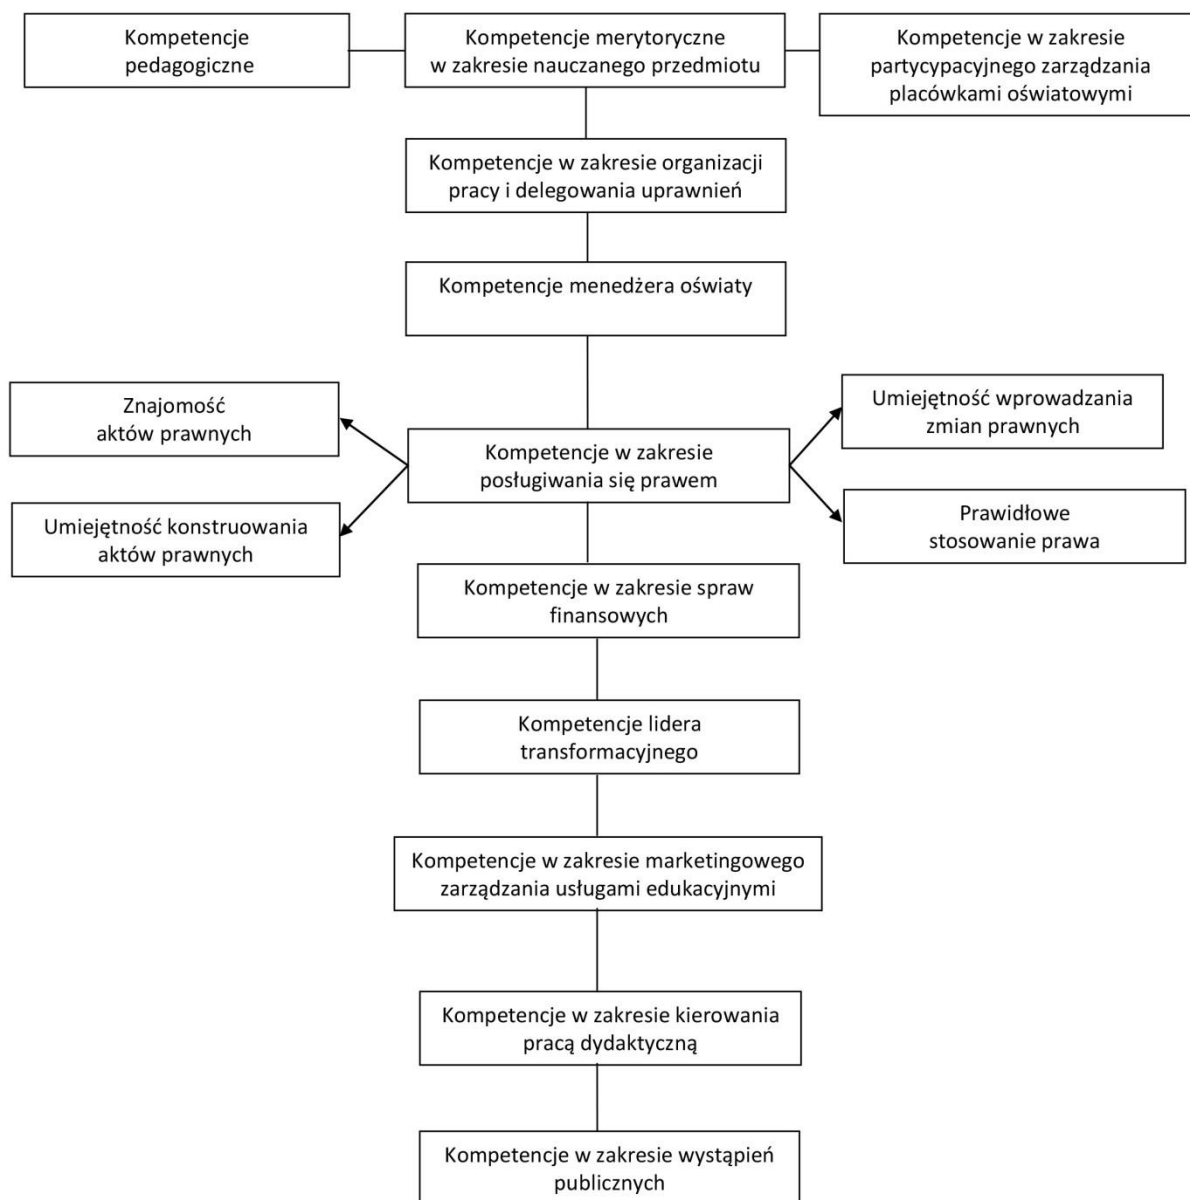 Kompetencje
pedagogiczne
Kompetencje merytoryczne
w zakresie nauczanego przedmiotu
Kompetencje w zakresie
partycypacyjnego zarządzania
placówkami oświatowymi
Kompetencje w zakresie organizacji
pracy i delegowania uprawnień
Kompetencje menedżera oświaty
Znajomość
aktów prawnych
Umiejętność wprowadzania
zmian prawnych
Kompetencje w zakresie
posługiwania się prawem
Umiejętność konstruowania
aktów prawnych
Prawidłowe
stosowanie prawa
Kompetencje w zakresie spraw
finansowych
Kompetencje lidera
transformacyjnego
Kompetencje w zakresie marketingowego
zarządzania usługami edukacyjnymi
Kompetencje w zakresie kierowania
pracą dydaktyczną
Kompetencje w zakresie wystąpień
publicznych